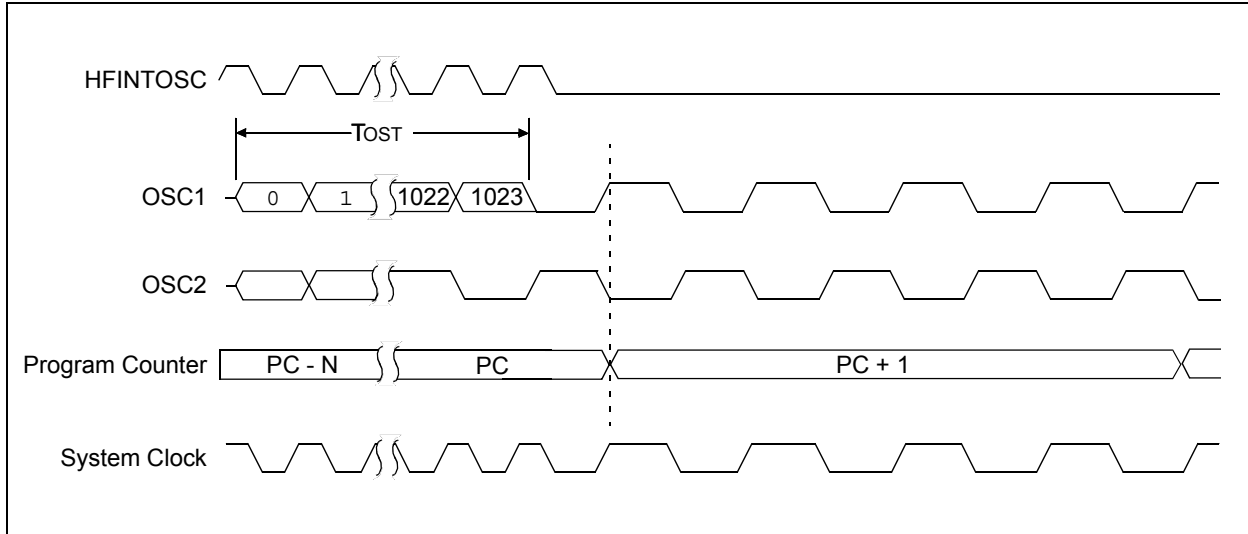 HFINTOSC
TOST
OSC1 0 1 1022 1023
OSC2
Program Counter PC - N PC PC + 1
System Clock